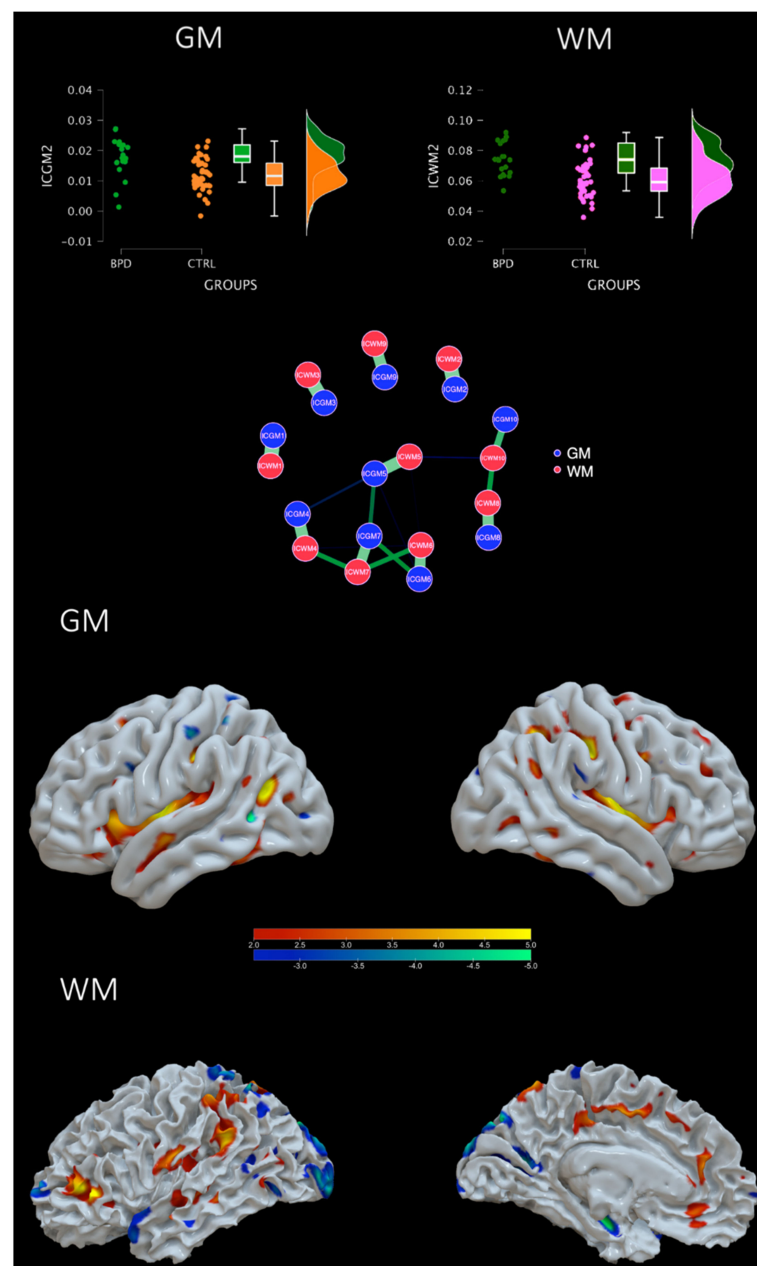 GM WM
0.04 0.12
0.03 0.10
0.02 0.08
0.01 0.06
0.00 0.04
−0.01 0.02
ICGM2 ICWM2
BPD CTRL BPD CTRL
GROUPS GROUPS
ICWM9
ICWM2
ICWM3
ICGM9
ICGM2
ICGM3
ICGM10
ICGM1
ICWM5
ICWM10
GM
ICWM1
ICGM5
WM
ICWM8
ICGM4
ICGM7
ICGM8
ICWM4
ICWM6
ICWM7
ICGM6
GM
2.0 2.5 3.0 3.5 4.0 4.5 5.0
-3.0 -3.5 -4.0 -4.5 -5.0
WM